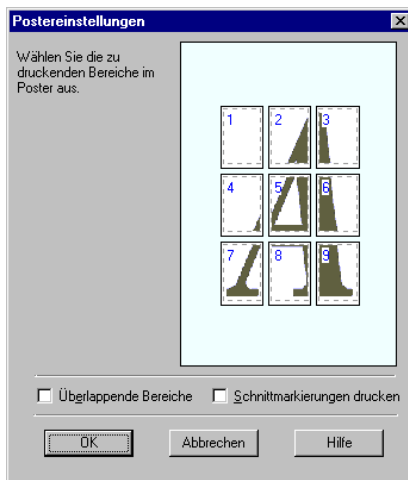 Postereinstellungen
Wählen Sie die zu
druckenden Bereiche im
Poster aus.
1 2 3
4 5 6
7 8 9
Überlappende Bereiche Schnittmarkierungen drucken
OK Abbrechen Hilfe